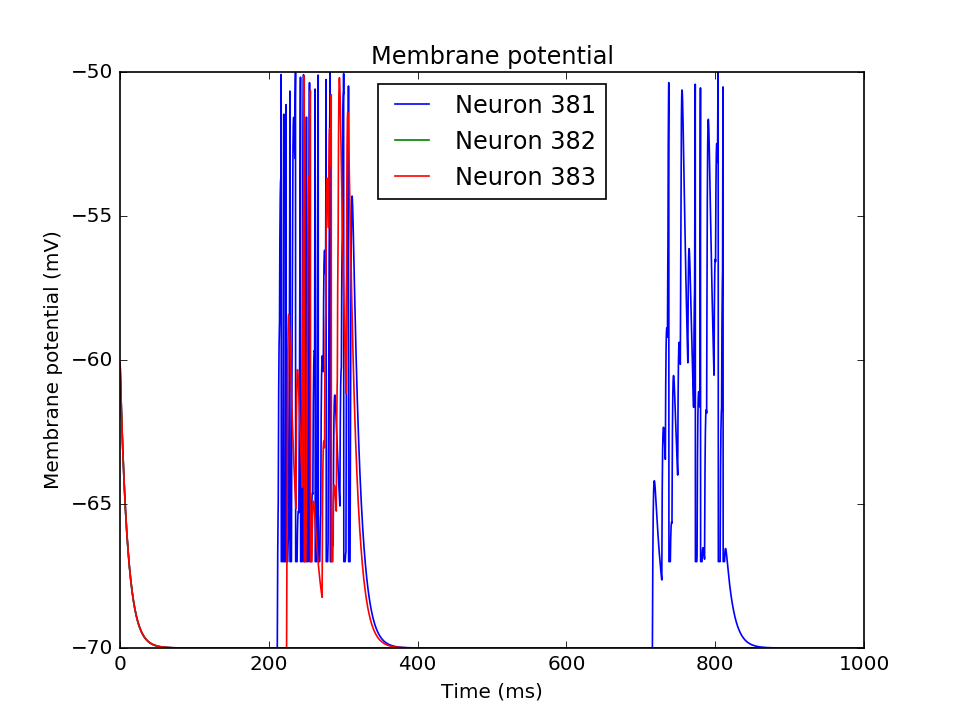 Membrane potential
−50
−55
−60
−65
−70
Membrane potential (mV)
Neuron 381
Neuron 382
Neuron 383
0
200
400
600
800
1000
Time (ms)